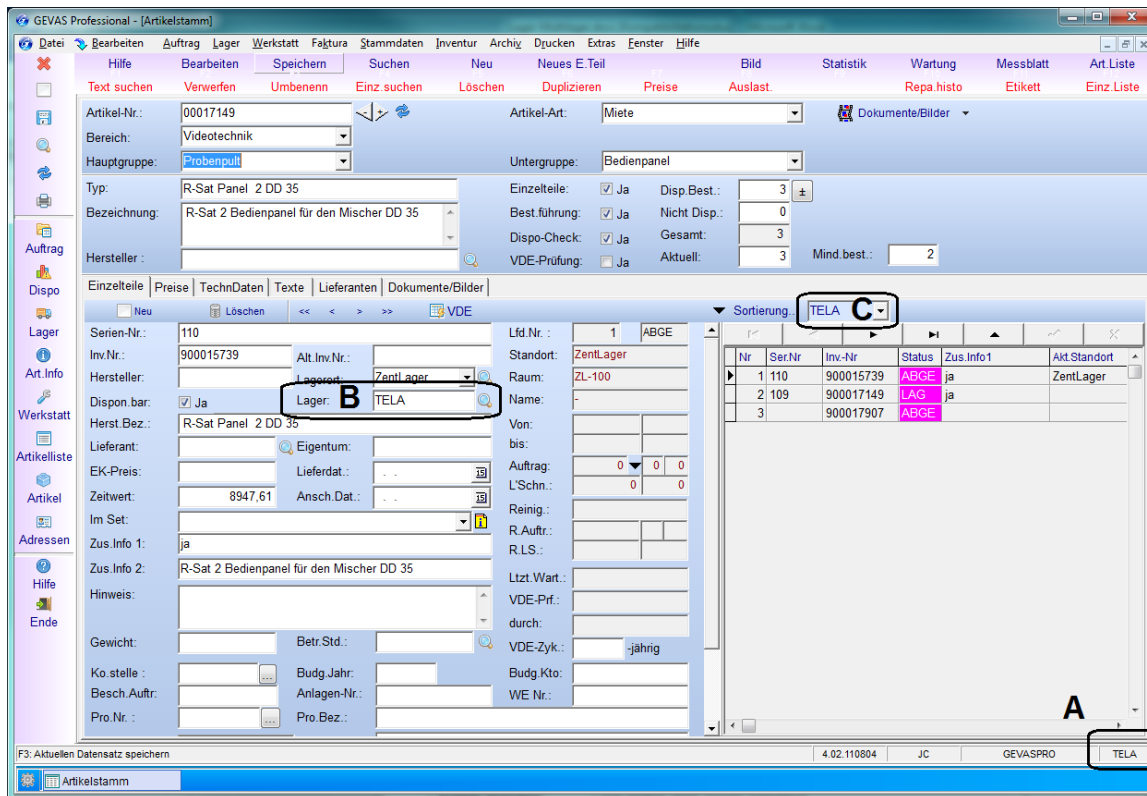 GEVAS Professional - [Artikelstamm]
Datei Bearbeiten Auftrag Lager Werkstatt Faktura Stammdaten Inventur Archiv Drucken Extras Fenster Hilfe
Hilfe Bearbeiten Speichern Suchen Neu Neues E.Teil Bild Statistik Wartung Messblatt Art.Liste
Text suchen Verwerfen Umbenenn Einz.suchen Löschen Duplizieren Preise Auslast. Repa.histo Etikett Einz.Liste
Artikel-Nr.: 00017149 -\+ Artikel-Art: Miete Dokumente/Bilder
Bereich: Videotechnik
Hauptgruppe: Probenpult Untergruppe: Bedienpanel
Typ: R-Sat Panel 2 DD 35 Einzelteile: Ja Disp.Best.: 3 ±
Bezeichnung: R-Sat 2 Bedienpanel für den Mischer DD 35 Best.führung: Ja Nicht Disp.: 0
Dispo-Check: Ja Gesamt: 3
Hersteller : VDE-Prüfung: Ja Aktuell: 3 Mind.best.: 2
Auftrag
Dispo
Lager
Art.Info
Werkstatt
Artikelliste
Artikel
Adressen
Hilfe
Ende
Einzelteile Preise TechnDaten Texte Lieferanten Dokumente/Bilder
Neu Löschen << < > >> VDE Sortierung.. TELA C
Serien-Nr.: 110 Lfd.Nr. : 1 ABGE
Inv.Nr.: 900015739 Alt.Inv.Nr.: Standort: ZentLager
Hersteller: Lagerort: ZentLager Raum: ZL-100
Dispon.bar: Ja Lager: B TELA Name: -
Herst.Bez.: R-Sat Panel 2 DD 35 Von:
Lieferant: Eigentum: bis:
EK-Preis: Lieferdat.: . . 15 Auftrag: 0 0 0
Zeitwert: 8947,61 Ansch.Dat.: . . 15 L'Schn.: 0 0
Im Set: Reinig.:
Zus.Info 1: ja R.Auftr.:
R.LS.:
Zus.Info 2: R-Sat 2 Bedienpanel für den Mischer DD 35 Ltzt.Wart.:
Hinweis: VDE-Prf.:
durch:
Gewicht: Betr.Std.: VDE-Zyk.: -jährig
Ko.stelle : ... Budg.Jahr: Budg.Kto:
Besch.Auftr: Anlagen-Nr.: WE Nr.:
Pro.Nr. : ... Pro.Bez.:
Nr Ser.Nr Inv.-Nr Status Zus.Info1 Akt.Standort
1 110 900015739 ABGE ja ZentLager
2 109 900017149 LAG ja
3 900017907 ABGE
A
F3: Aktuellen Datensatz speichern 4.02.110804 JC GEVASPRO TELA
Artikelstamm